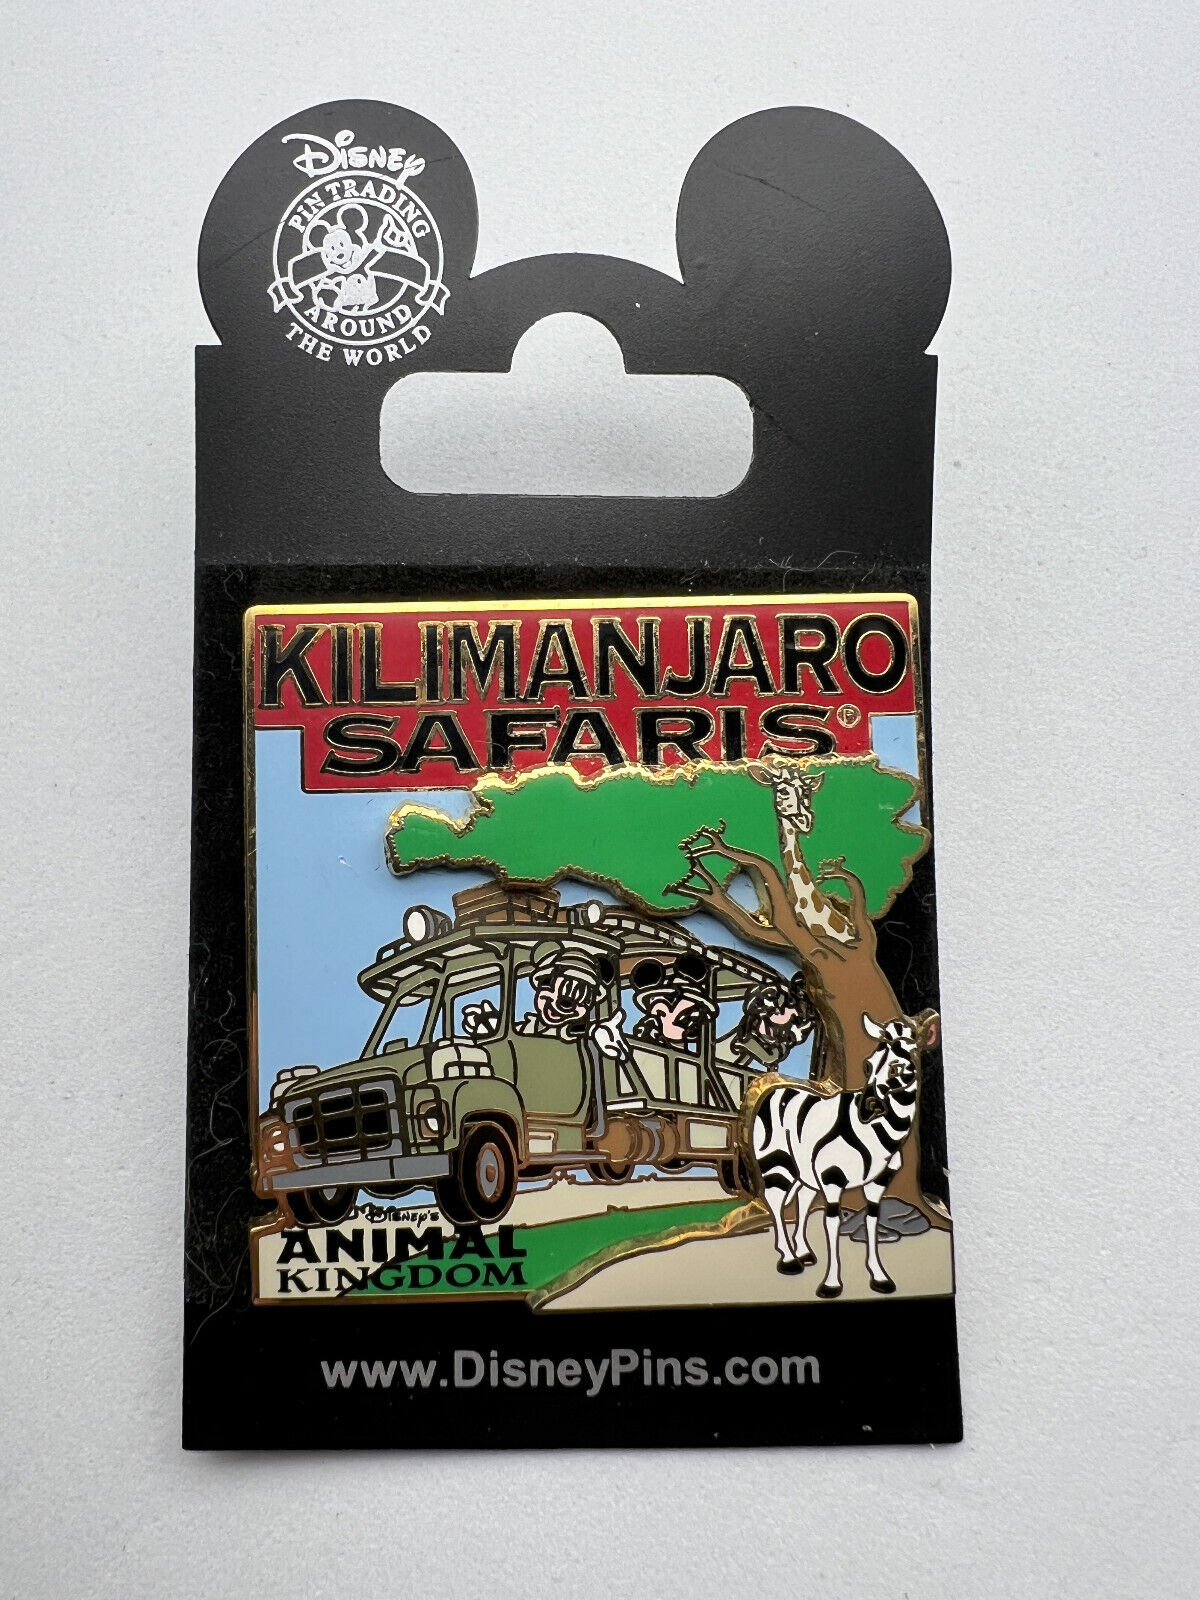 Disney
PIN TRADING
AROUND
THE WORLD
KILIMANJARO
SAFARIS ℗
DISNEY'S
ANIMAL
KINGDOM
www.DisneyPins.com